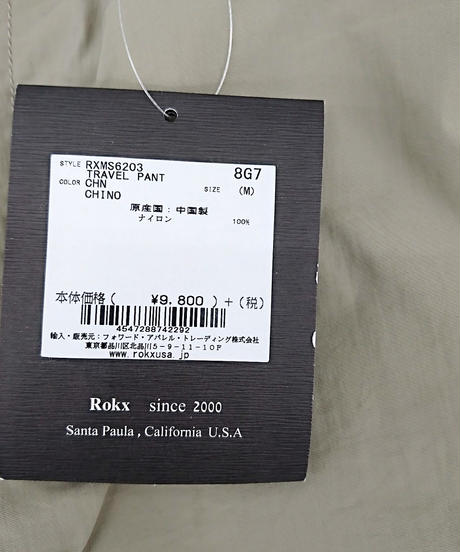 STYLE RXMS6203 8G7
TRAVEL PANT
COLOR CHN SIZE (M)
CHINO
原産国：中国製
ナイロン 100%
本体価格( ¥9,800 )+(税)
4547288742292
輸入・販売元：フォワード・アパレル・トレーディング株式会社
東京都品川区北品川5-9-11-10F
www.rokxusa.jp
Rokx since 2000
Santa Paula , California U.S.A